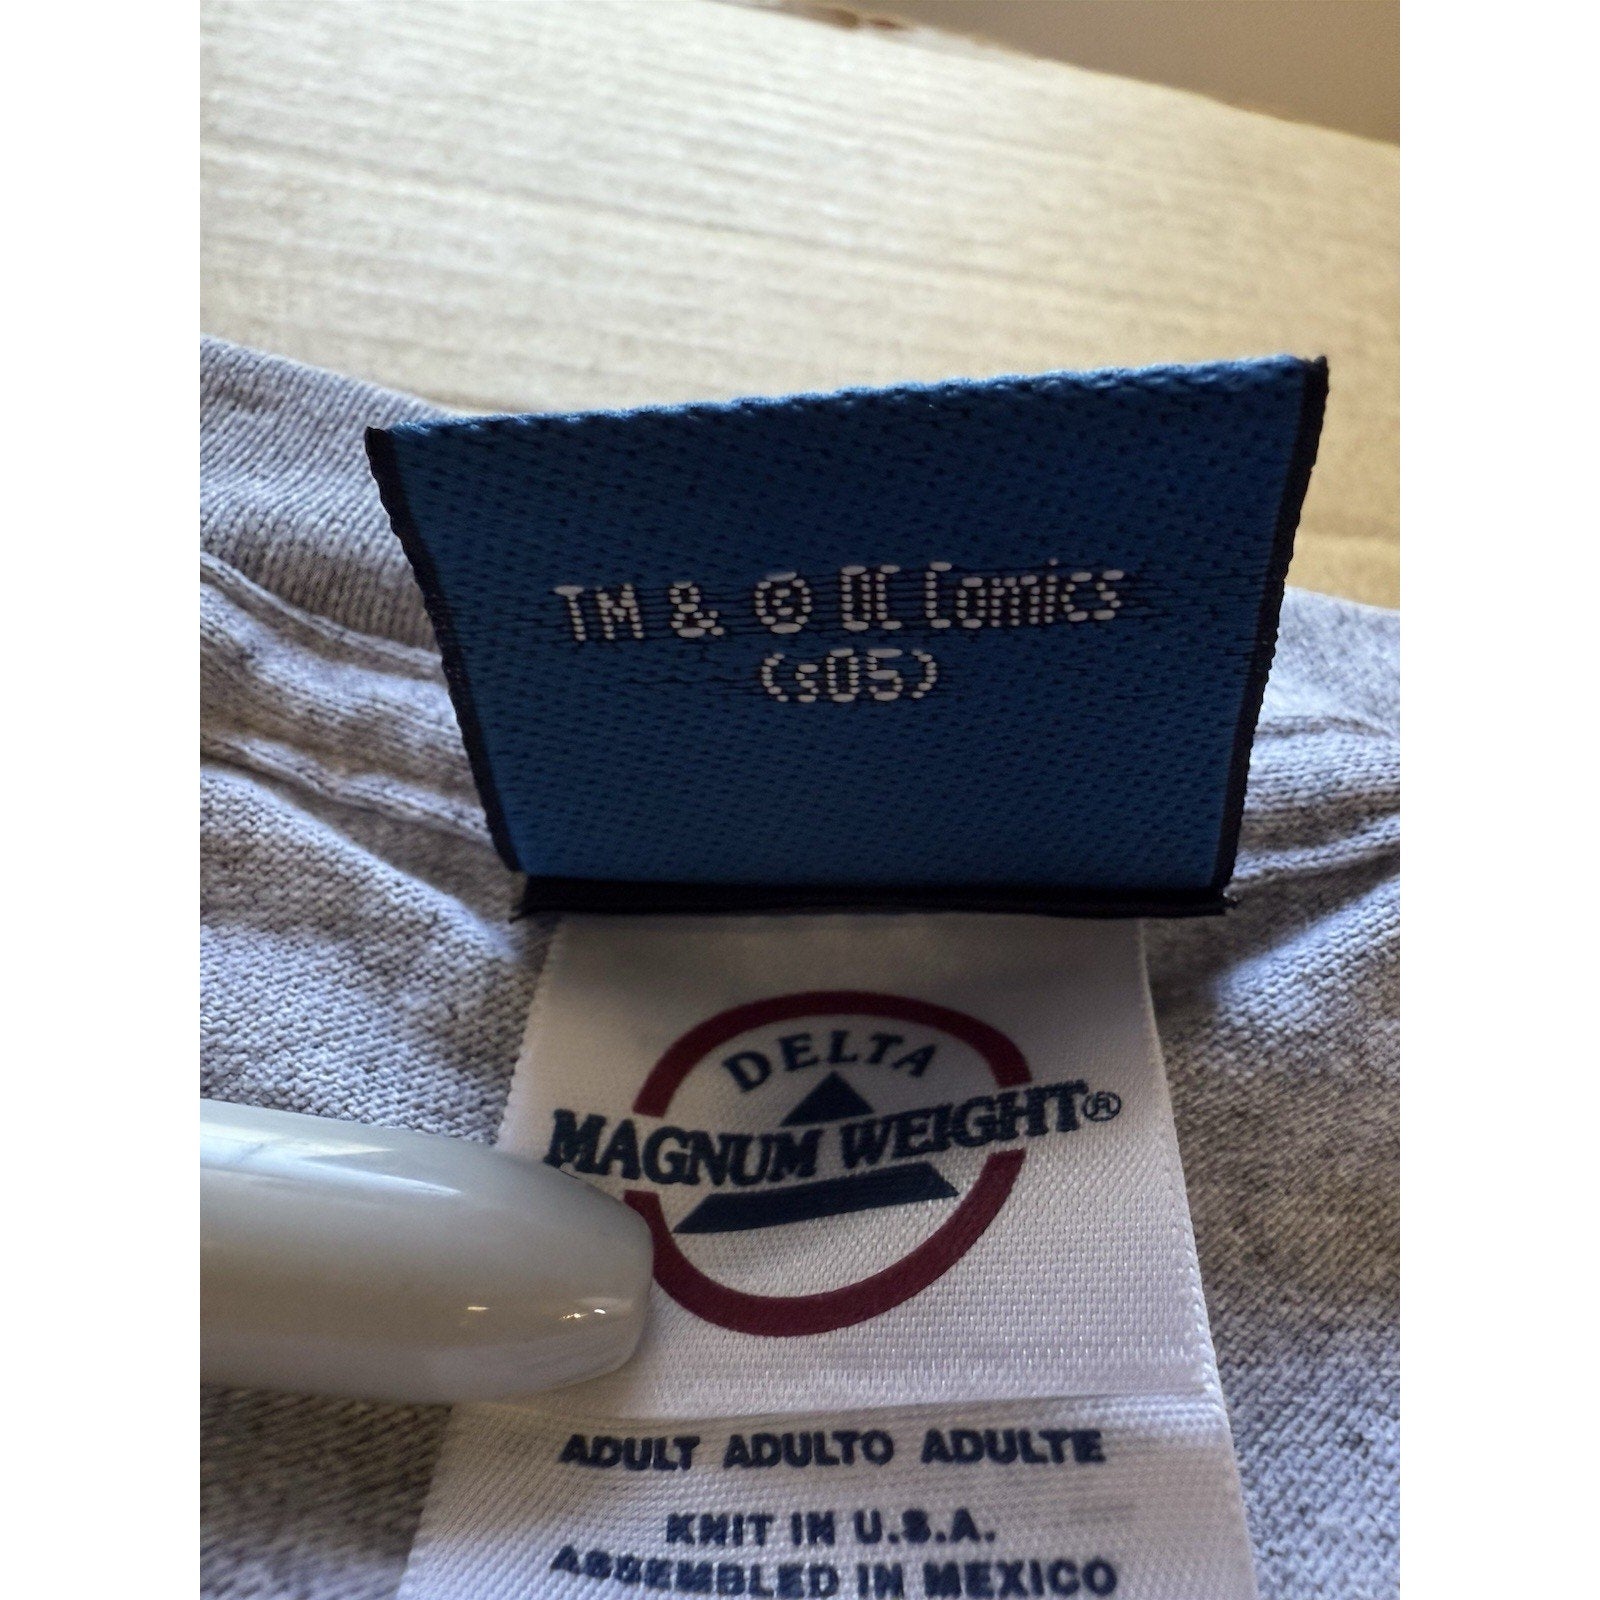 TM & © DC Comics
(s05)
DELTA
MAGNUM WEIGHT®
ADULT ADULTO ADULTE
KNIT IN U.S.A.
ASSEMBLED IN MEXICO